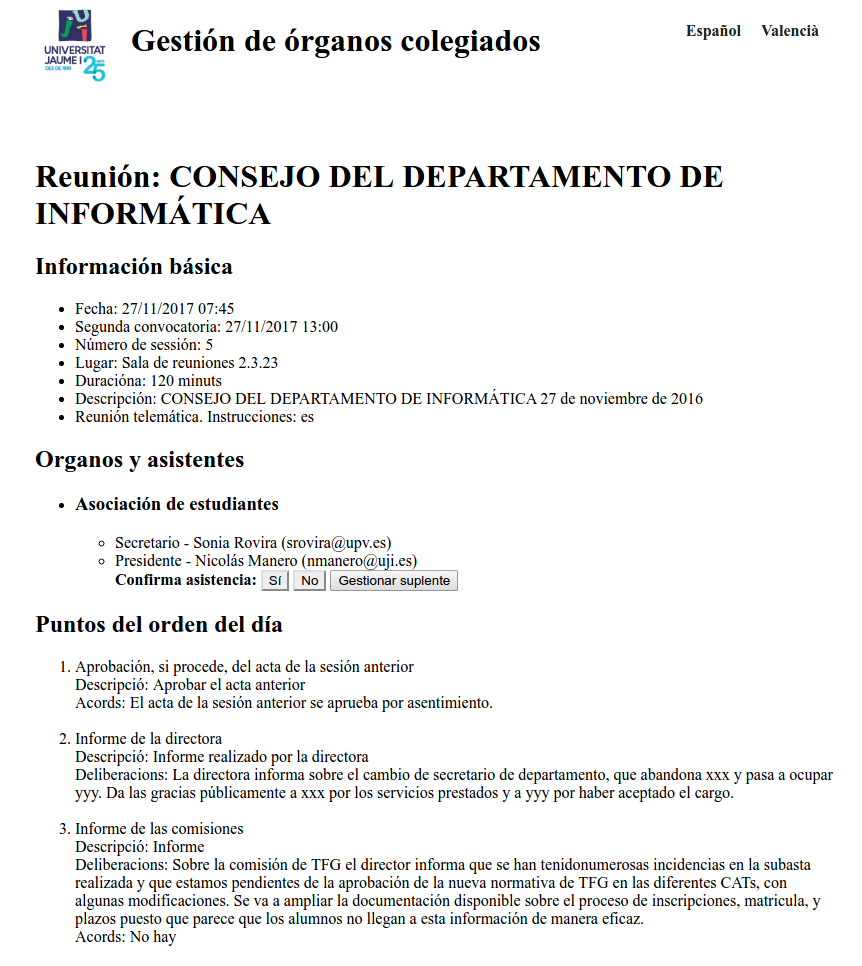 UNIVERSITAT
JAUME I 25
DES DE 1991
Gestión de órganos colegiados
Español Valencià
Reunión: CONSEJO DEL DEPARTAMENTO DE
INFORMÁTICA
Información básica
Fecha: 27/11/2017 07:45
Segunda convocatoria: 27/11/2017 13:00
Número de sessión: 5
Lugar: Sala de reuniones 2.3.23
Duracióna: 120 minuts
Descripción: CONSEJO DEL DEPARTAMENTO DE INFORMÁTICA 27 de noviembre de 2016
Reunión telemática. Instrucciones: es
Organos y asistentes
Asociación de estudiantes
Secretario - Sonia Rovira (srovira@upv.es)
Presidente - Nicolás Manero (nmanero@uji.es)
Confirma asistencia: Sí No Gestionar suplente
Puntos del orden del día
1. Aprobación, si procede, del acta de la sesión anterior
Descripció: Aprobar el acta anterior
Acords: El acta de la sesión anterior se aprueba por asentimiento.
2. Informe de la directora
Descripció: Informe realizado por la directora
Deliberacions: La directora informa sobre el cambio de secretario de departamento, que abandona xxx y pasa a ocupar
yyy. Da las gracias públicamente a xxx por los servicios prestados y a yyy por haber aceptado el cargo.
3. Informe de las comisiones
Descripció: Informe
Deliberacions: Sobre la comisión de TFG el director informa que se han tenidonumerosas incidencias en la subasta
realizada y que estamos pendientes de la aprobación de la nueva normativa de TFG en las diferentes CATs, con
algunas modificaciones. Se va a ampliar la documentación disponible sobre el proceso de inscripciones, matricula, y
plazos puesto que parece que los alumnos no llegan a esta información de manera eficaz.
Acords: No hay